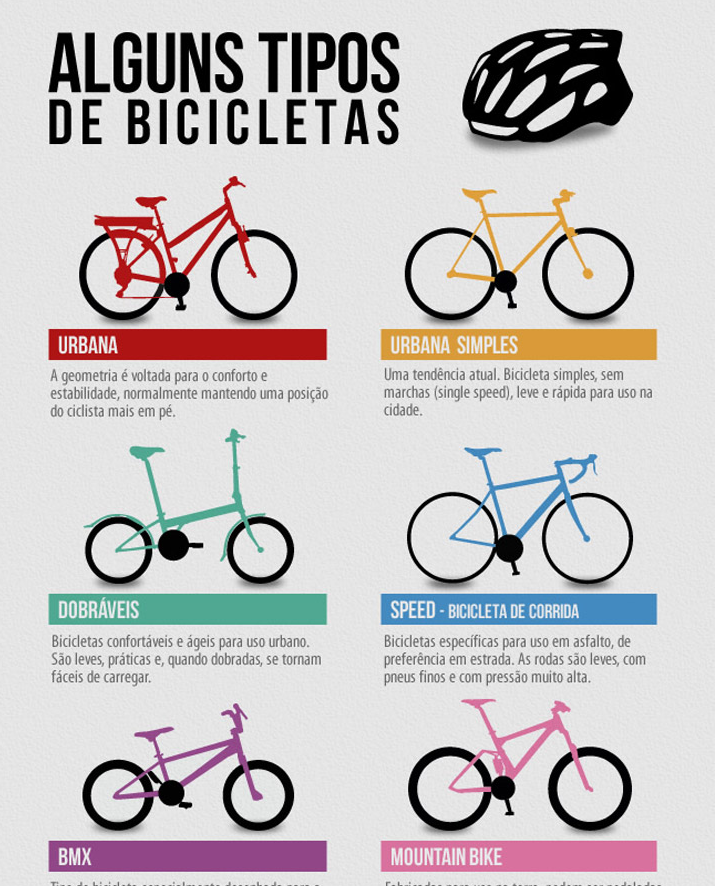 ALGUNS TIPOS
DE BICICLETAS
URBANA
A geometria é voltada para o conforto e
estabilidade, normalmente mantendo uma posição
do ciclista mais em pé.
URBANA SIMPLES
Uma tendência atual. Bicicleta simples, sem
marchas (single speed), leve e rápida para uso na
cidade.
DOBRÁVEIS
Bicicletas confortáveis e ágeis para uso urbano.
São leves, práticas e, quando dobradas, se tornam
fáceis de carregar.
SPEED - BICICLETA DE CORRIDA
Bicicletas específicas para uso em asfalto, de
preferência em estrada. As rodas são leves, com
pneus finos e com pressão muito alta.
BMX
MOUNTAIN BIKE